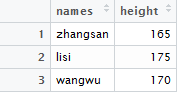 names height
1 zhangsan 165
2 lisi 175
3 wangwu 170